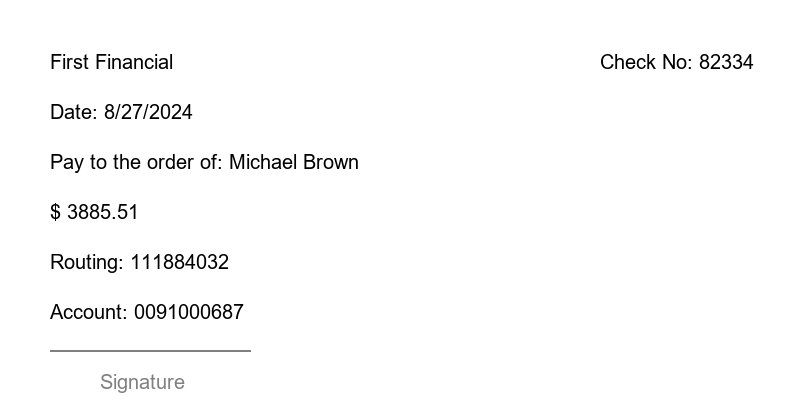 First Financial
Check No: 82334
Date: 8/27/2024
Pay to the order of: Michael Brown
$ 3885.51
Routing: 111884032
Account: 0091000687
Signature